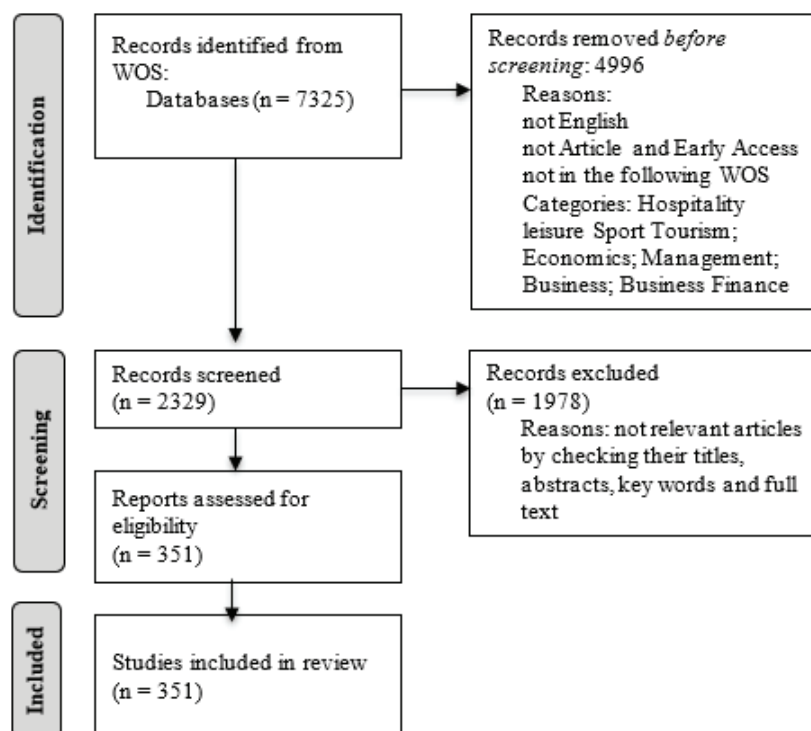 Identification
Records identified from
WOS:
Databases (n = 7325)
Records removed before
screening: 4996
Reasons:
not English
not Article and Early Access
not in the following WOS
Categories: Hospitality
leisure Sport Tourism;
Economics; Management;
Business; Business Finance
Screening
Records screened
(n = 2329)
Records excluded
(n = 1978)
Reasons: not relevant articles
by checking their titles,
abstracts, key words and full
text
Reports assessed for
eligibility
(n = 351)
Included
Studies included in review
(n = 351)